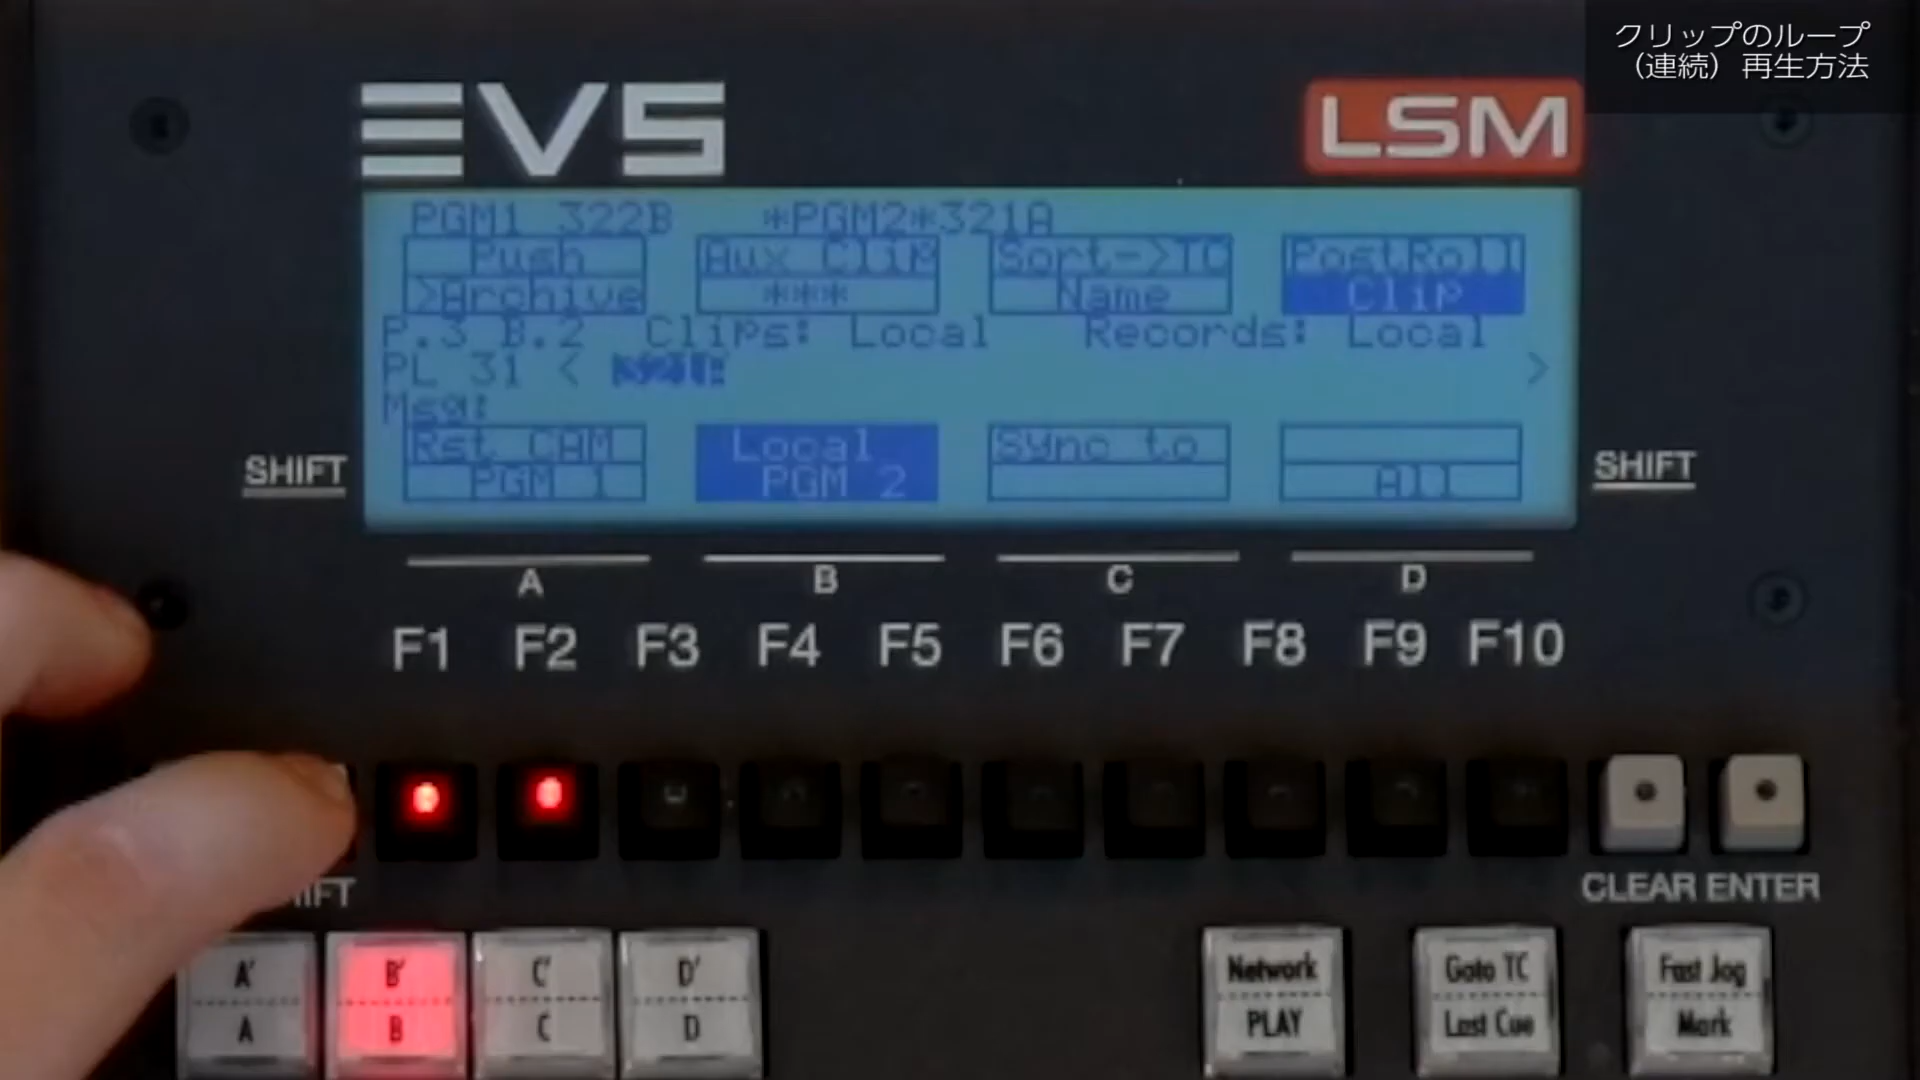 クリップのループ
（連続）再生方法
EVS
LSM
PGM1 322B *PGM2*321A
Push Aux Clip Sort->TC PostRoll
>Archive *** Name Clip
P.3 B.2 Clips: Local Records: Local
PL 31 < >
Msg:
Rst CAM Local Sync to
PGM 1 PGM 2 All
SHIFT SHIFT
A B C D
F1 F2 F3 F4 F5 F6 F7 F8 F9 F10
CLEAR ENTER
A' B' C' D' Network Goto TC Fast Jog
A B C D PLAY Last Cue Mark